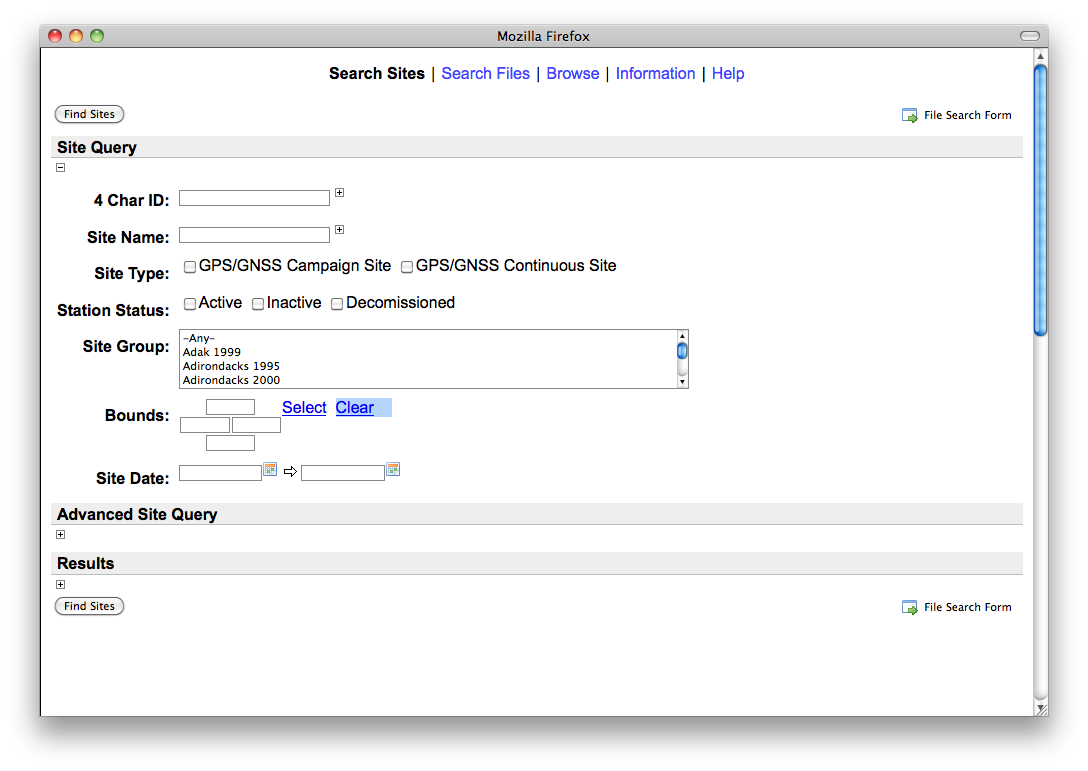 Mozilla Firefox
Search Sites | Search Files | Browse | Information | Help
Find Sites File Search Form
Site Query
4 Char ID:
Site Name:
Site Type: GPS/GNSS Campaign Site GPS/GNSS Continuous Site
Station Status: Active Inactive Decomissioned
Site Group: -Any-
Adak 1999
Adirondacks 1995
Adirondacks 2000
Bounds: Select Clear
Site Date:
Advanced Site Query
Results
Find Sites File Search Form